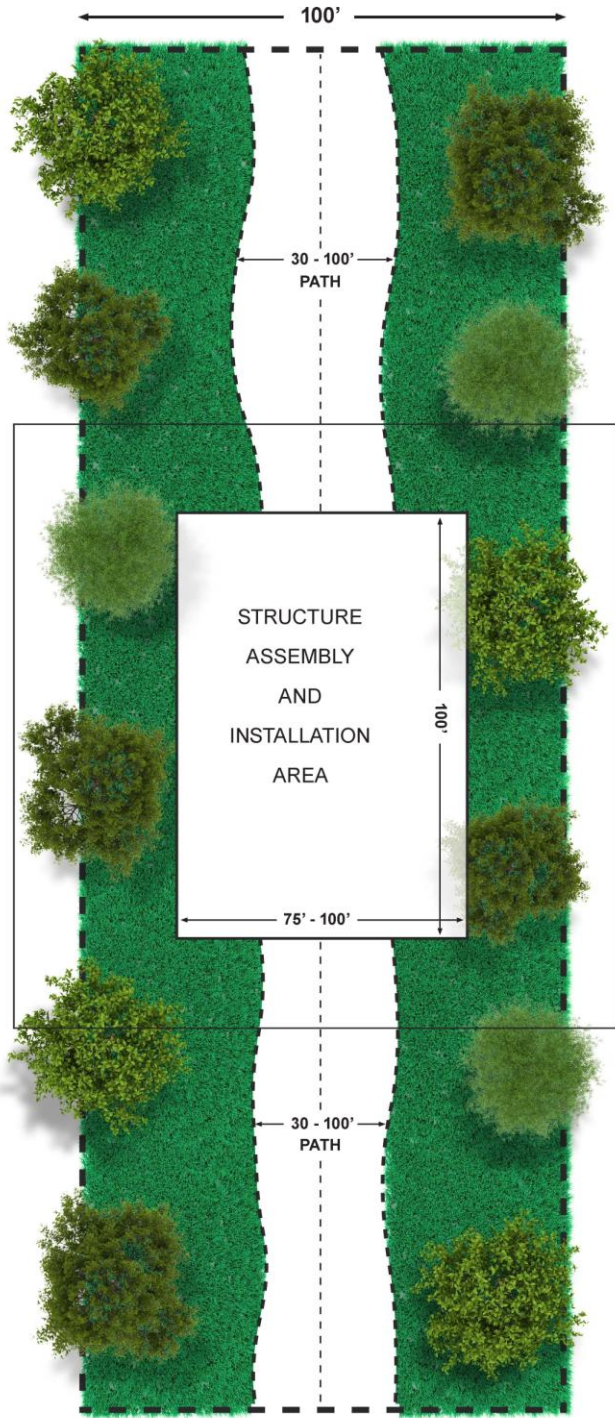 100’
30 - 100’
PATH
STRUCTURE
ASSEMBLY
AND
INSTALLATION
AREA
100’
75’ - 100’
30 - 100’
PATH